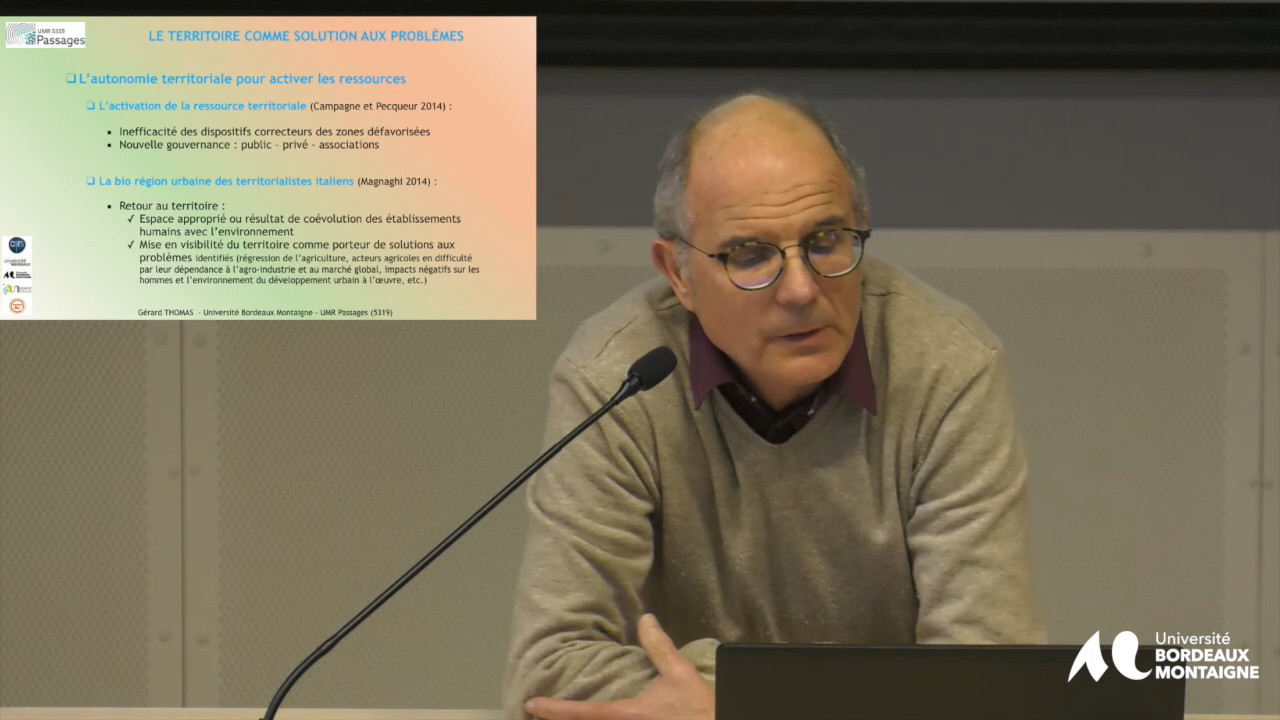 UMR 5319
Passages
LE TERRITOIRE COMME SOLUTION AUX PROBLÈMES
❑ L'autonomie territoriale pour activer les ressources
❑ L'activation de la ressource territoriale (Campagne et Pecqueur 2014) :
▪ Inefficacité des dispositifs correcteurs des zones défavorisées
▪ Nouvelle gouvernance : public – privé - associations
❑ La bio région urbaine des territorialistes italiens (Magnaghi 2014) :
▪ Retour au territoire :
✓ Espace approprié ou résultat de coévolution des établissements
humains avec l'environnement
✓ Mise en visibilité du territoire comme porteur de solutions aux
problèmes identifiés (régression de l'agriculture, acteurs agricoles en difficulté
par leur dépendance à l'agro-industrie et au marché global, impacts négatifs sur les
hommes et l'environnement du développement urbain à l'œuvre, etc.)
Gérard THOMAS - Université Bordeaux Montaigne - UMR Passages (5319)
Université
BORDEAUX
MONTAIGNE